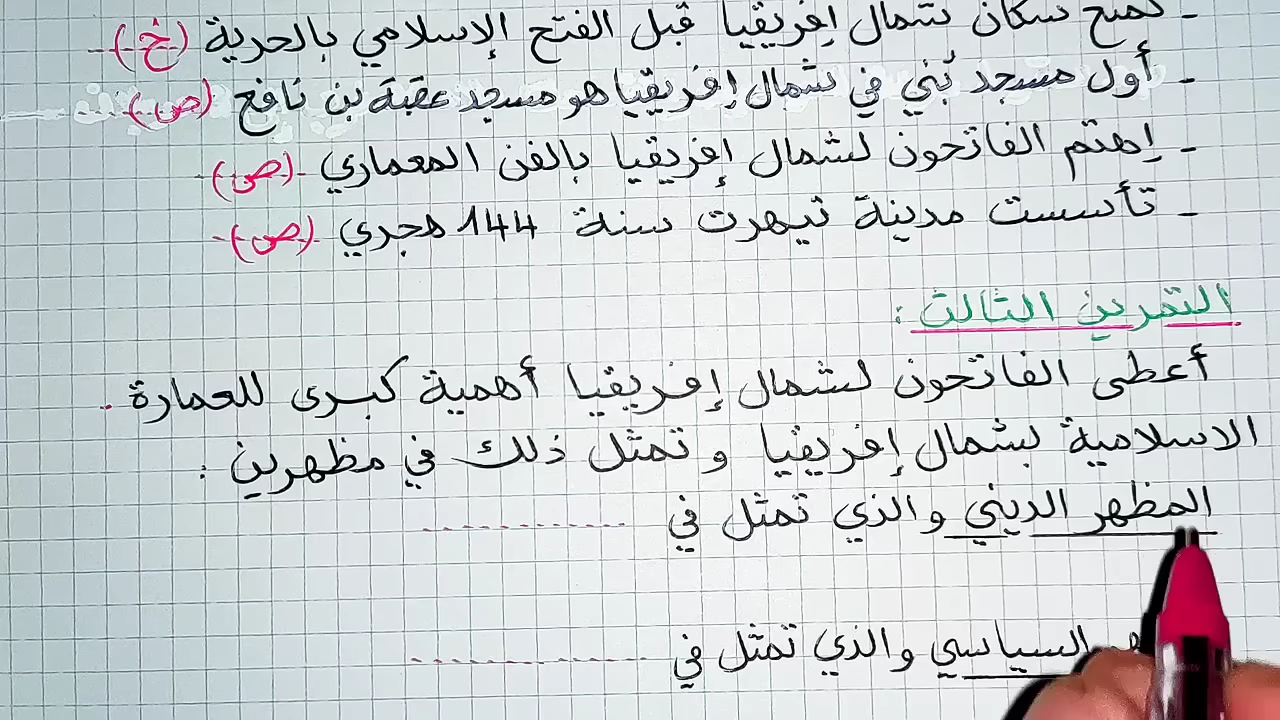 - تمتع سكان شمال إفريقيا قبل الفتح الإسلامي بالحرية (خ)
- أول مسجد بُني في شمال إفريقيا هو مسجد عقبة بن نافع (ص)
- إهتم الفاتحون لشمال إفريقيا بالفن المعماري (ص)
- تأسست مدينة تيهرت سنة 144 هجري (ص)
التمرين الثالث :
أعطى الفاتحون لشمال إفريقيا أهمية كبرى للعمارة
الاسلامية بشمال إفريقيا و تمثل ذلك في مظهرين :
المظهر الديني والذي تمثل في ............
السياسي والذي تمثل في ............